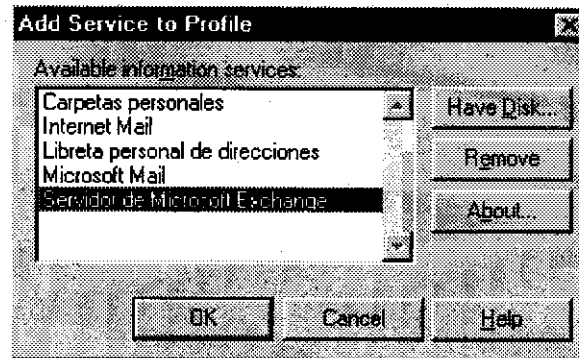 Add Service to Profile
Available information services:
Carpetas personales
Internet Mail
Libreta personal de direcciones
Microsoft Mail
Servidor de Microsoft Exchange
Have Disk...
Remove
About...
OK
Cancel
Help